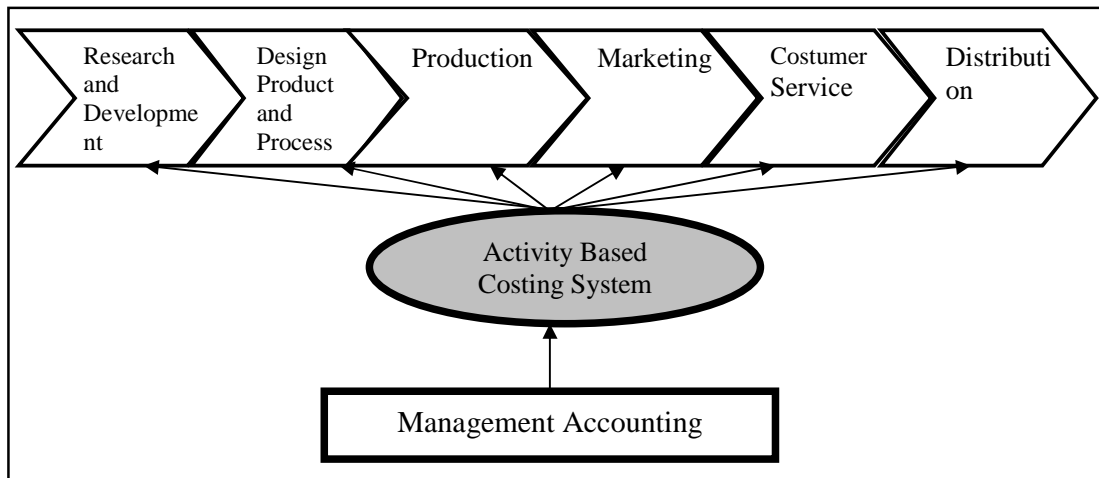 Research
and
Developme
nt
Design
Product
and
Process
Production
Marketing
Costumer
Service
Distributi
on
Activity Based
Costing System
Management Accounting